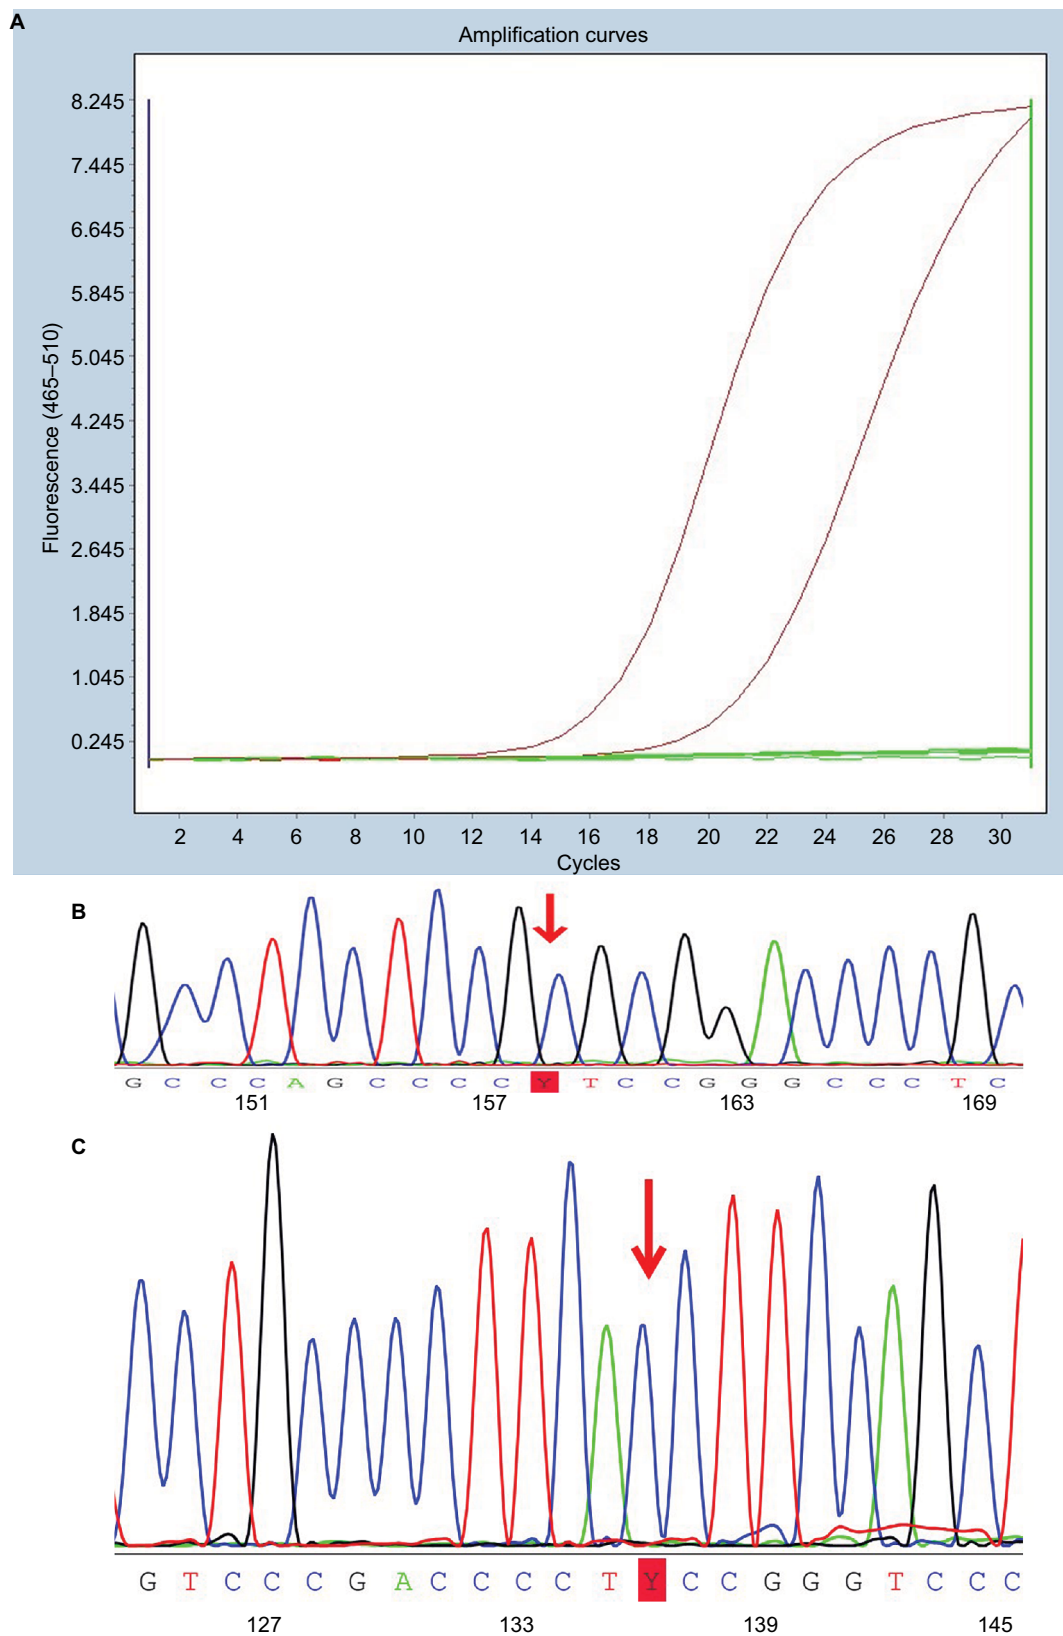 A
Amplification curves
8.245
7.445
6.645
5.845
5.045
4.245
3.445
2.645
1.845
1.045
0.245
Fluorescence (465–510)
2 4 6 8 10 12 14 16 18 20 22 24 26 28 30
Cycles
B
G C C C A G C C C C Y T C C G G G C C C T C
151 157 163 169
C
G T C C C G A C C C C T Y C C G G G T C C C
127 133 139 145